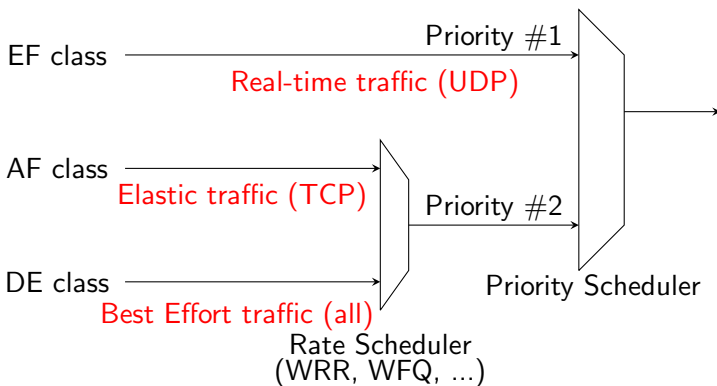 Priority #1
EF class
Real-time traffic (UDP)
AF class
Elastic traffic (TCP)
Priority #2
DE class
Priority Scheduler
Best Effort traffic (all)
Rate Scheduler
(WRR, WFQ, ...)